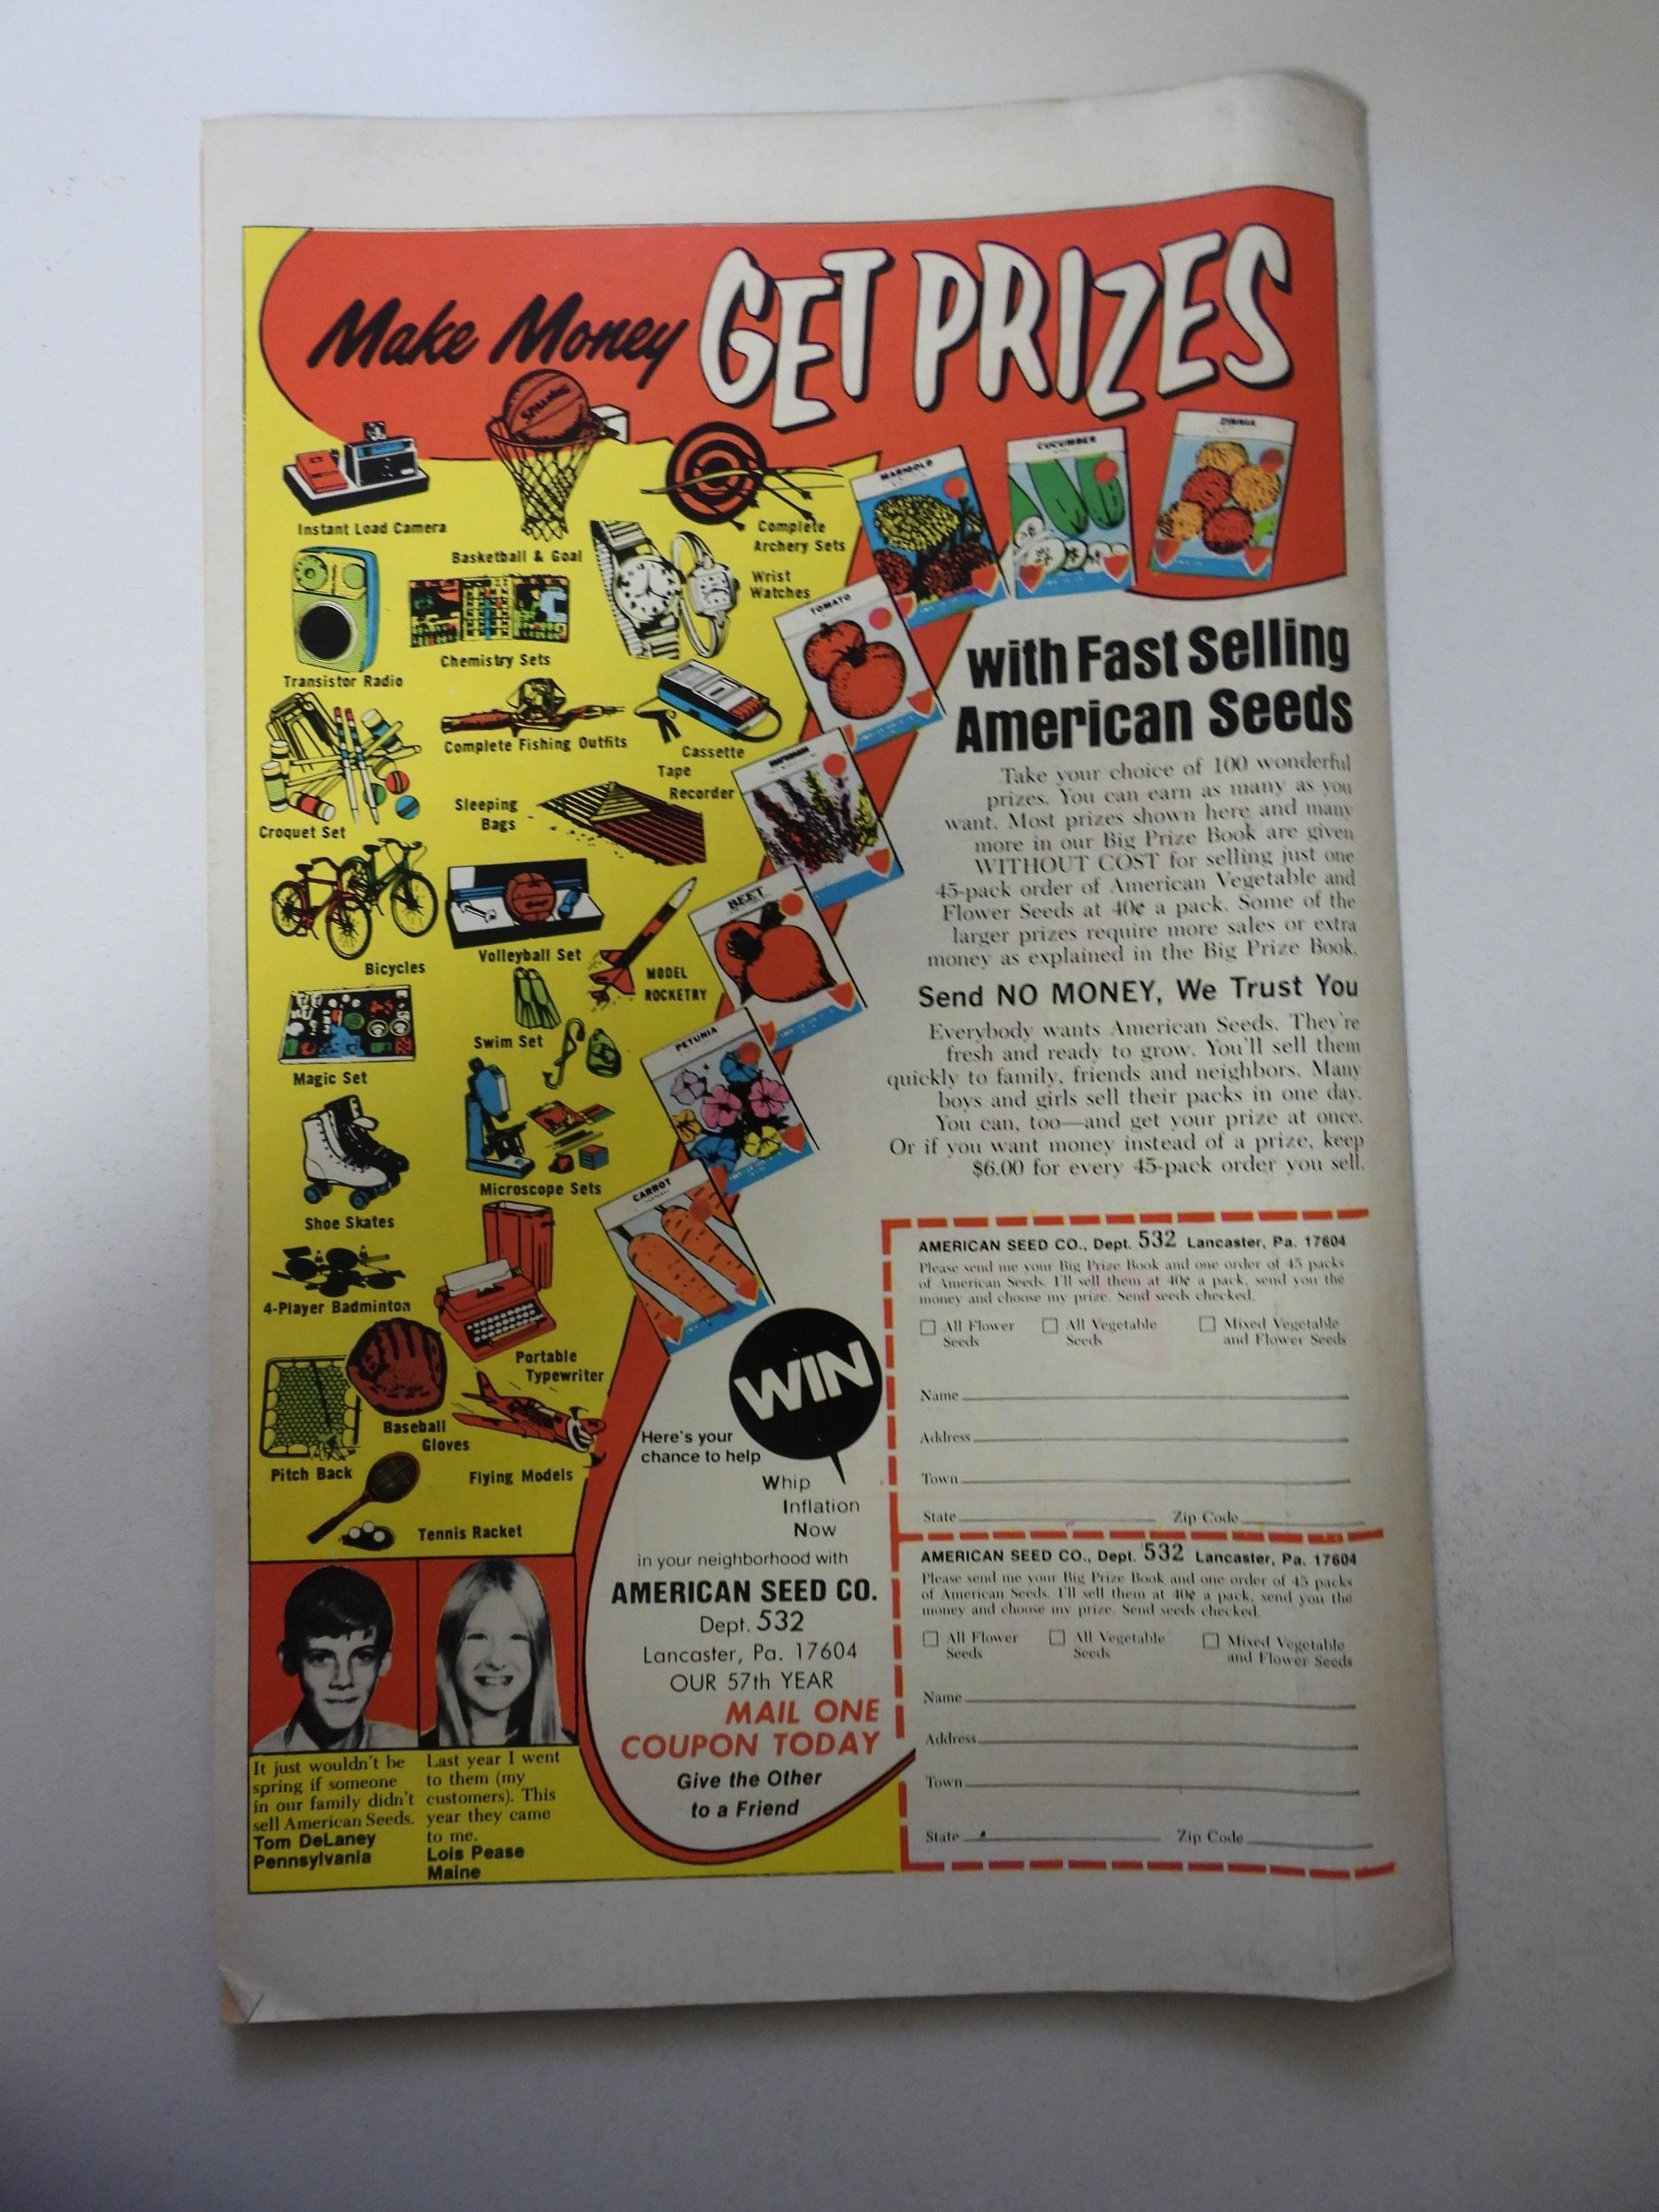 Make Money GET PRIZES
SPALDING
Instant Load Camera
Basketball & Goal
Complete
Archery Sets
Wrist
Watches
Transistor Radio
Chemistry Sets
Complete Fishing Outfits
Cassette
Tape
Recorder
Croquet Set
Sleeping
Bags
Bicycles
Volleyball Set
MODEL
ROCKETRY
Swim Set
Magic Set
Microscope Sets
Shoe Skates
4-Player Badminton
Portable
Typewriter
Baseball
Gloves
Pitch Back
Flying Models
Tennis Racket
MARIGOLD
CUCUMBER
ZINNIA
TOMATO
BEET
PETUNIA
CARROT
with Fast Selling
American Seeds
Take your choice of 100 wonderful
prizes. You can earn as many as you
want. Most prizes shown here and many
more in our Big Prize Book are given
WITHOUT COST for selling just one
45-pack order of American Vegetable and
Flower Seeds at 40¢ a pack. Some of the
larger prizes require more sales or extra
money as explained in the Big Prize Book.
Send NO MONEY, We Trust You
Everybody wants American Seeds. They're
fresh and ready to grow. You'll sell them
quickly to family, friends and neighbors. Many
boys and girls sell their packs in one day.
You can, too—and get your prize at once.
Or if you want money instead of a prize, keep
$6.00 for every 45-pack order you sell.
WIN
Here's your
chance to help
Whip
Inflation
Now
in your neighborhood with
AMERICAN SEED CO.
Dept. 532
Lancaster, Pa. 17604
OUR 57th YEAR
MAIL ONE
COUPON TODAY
Give the Other
to a Friend
It just wouldn't be
spring if someone
in our family didn't
sell American Seeds.
Tom DeLaney
Pennsylvania
Last year I went
to them (my
customers). This
year they came
to me.
Lois Pease
Maine
AMERICAN SEED CO., Dept. 532 Lancaster, Pa. 17604
Please send me your Big Prize Book and one order of 45 packs
of American Seeds. I'll sell them at 40¢ a pack, send you the
money and choose my prize. Send seeds checked.
All Flower
Seeds
All Vegetable
Seeds
Mixed Vegetable
and Flower Seeds
Name
Address
Town
State Zip Code
AMERICAN SEED CO., Dept. 532 Lancaster, Pa. 17604
Please send me your Big Prize Book and one order of 45 packs
of American Seeds. I'll sell them at 40¢ a pack, send you the
money and choose my prize. Send seeds checked.
All Flower
Seeds
All Vegetable
Seeds
Mixed Vegetable
and Flower Seeds
Name
Address
Town
State Zip Code